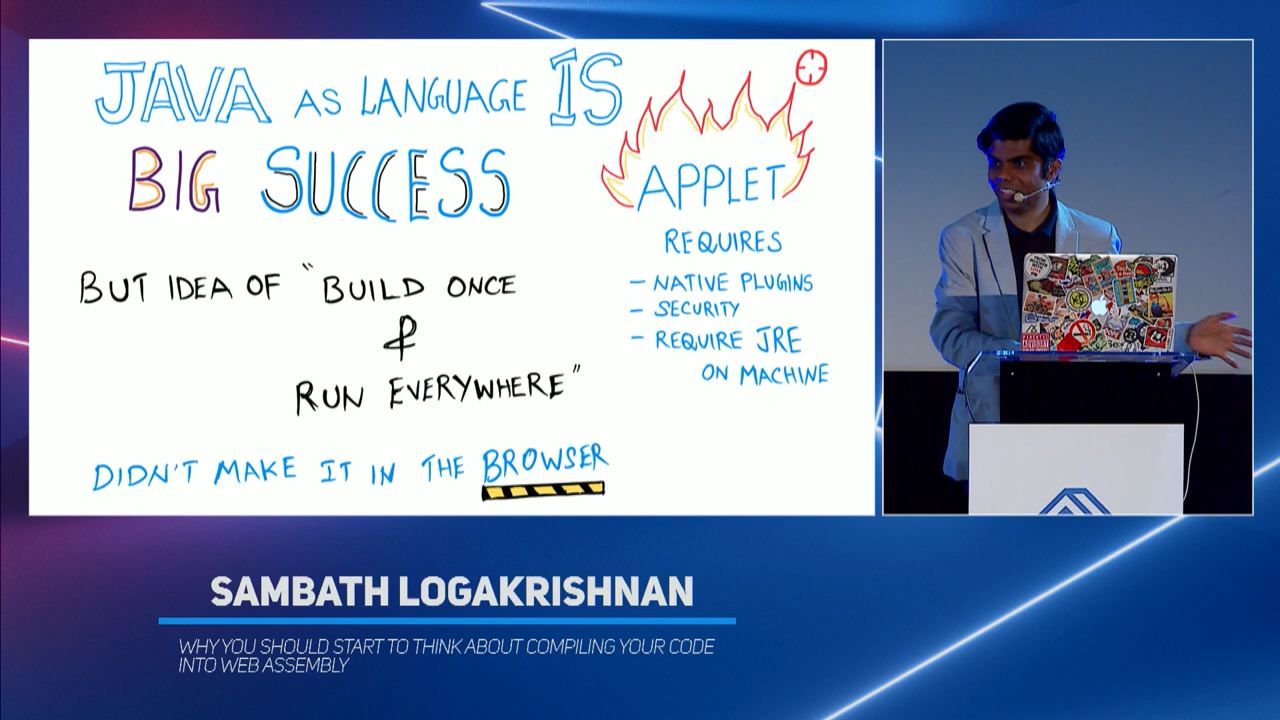 JAVA AS LANGUAGE IS
BIG SUCCESS
BUT IDEA OF "BUILD ONCE
&
RUN EVERYWHERE"
DIDN'T MAKE IT IN THE BROWSER
APPLET
REQUIRES
- NATIVE PLUGINS
- SECURITY
- REQUIRE JRE
ON MACHINE
SAMBATH LOGAKRISHNAN
WHY YOU SHOULD START TO THINK ABOUT COMPILING YOUR CODE
INTO WEB ASSEMBLY